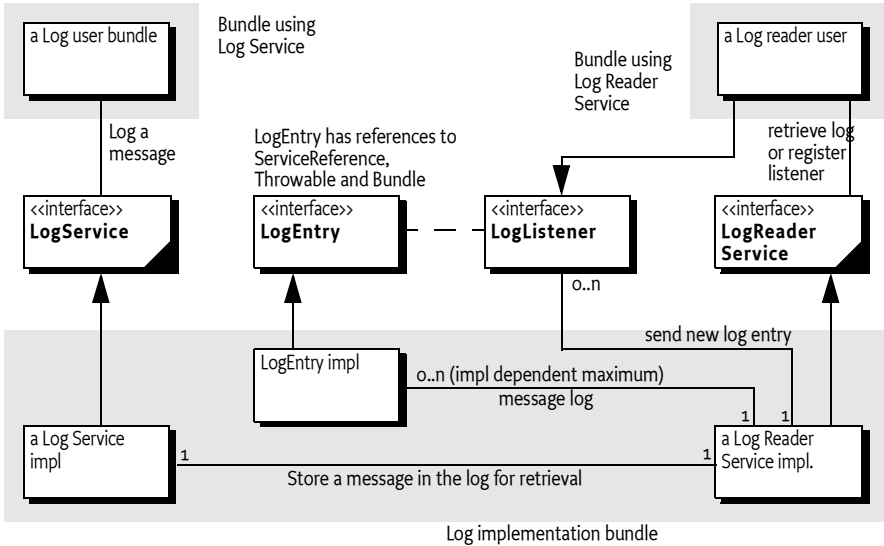 a Log user bundle
Bundle using
Log Service
a Log reader user
Bundle using
Log Reader
Service
Log a
message
LogEntry has references to
ServiceReference,
Throwable and Bundle
retrieve log
or register
listener
<<interface>>
LogService
<<interface>>
LogEntry
<<interface>>
LogListener
<<interface>>
LogReader
Service
0..n
send new log entry
LogEntry impl
0..n (impl dependent maximum)
message log
1
1
a Log Service
impl
1
1
a Log Reader
Service impl.
Store a message in the log for retrieval
Log implementation bundle